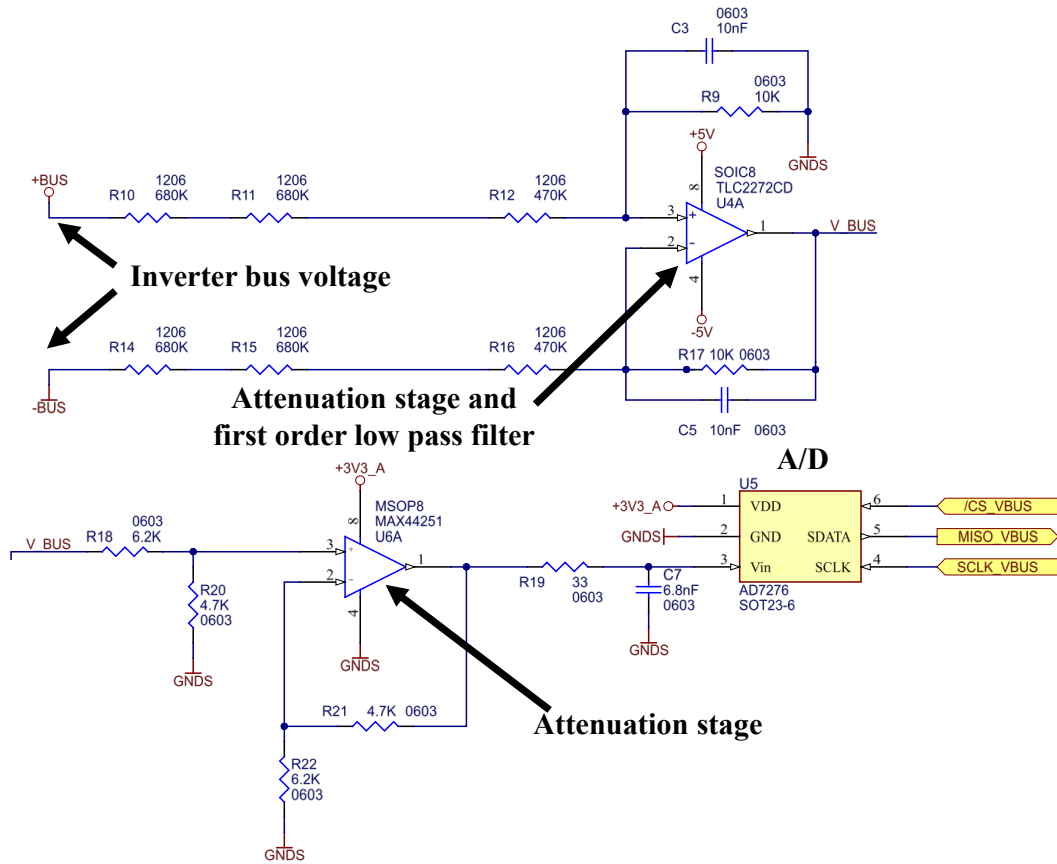 0603
C3
10nF
0603
R9
10K
+5V
GNDS
+BUS
1206
R10
680K
1206
R11
680K
1206
R12
470K
8
SOIC8
TLC2272CD
U4A
3
+
1
V_BUS
2
-
4
Inverter bus voltage
-5V
1206
R14
680K
1206
R15
680K
1206
R16
470K
R17 10K 0603
-BUS
Attenuation stage and
first order low pass filter
C5 10nF 0603
A/D
+3V3_A
U5
MSOP8
MAX44251
U6A
8
+3V3_A
1
VDD
6
/CS_VBUS
GNDS
2
GND
SDATA
5
MISO_VBUS
3
Vin
SCLK
4
SCLK_VBUS
AD7276
SOT23-6
V_BUS
R18
0603
6.2K
3
+
1
2
-
4
R20
4.7K
0603
GNDS
R19
33
0603
C7
6.8nF
0603
GNDS
GNDS
R21 4.7K 0603
Attenuation stage
R22
6.2K
0603
GNDS